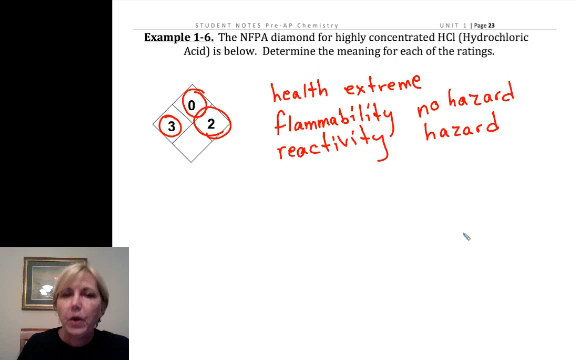 STUDENT NOTES Pre-AP Chemistry UNIT 1 | Page 23
Example 1-6. The NFPA diamond for highly concentrated HCl (Hydrochloric
Acid) is below. Determine the meaning for each of the ratings.
0
3 2
health extreme
flammability no hazard
reactivity hazard